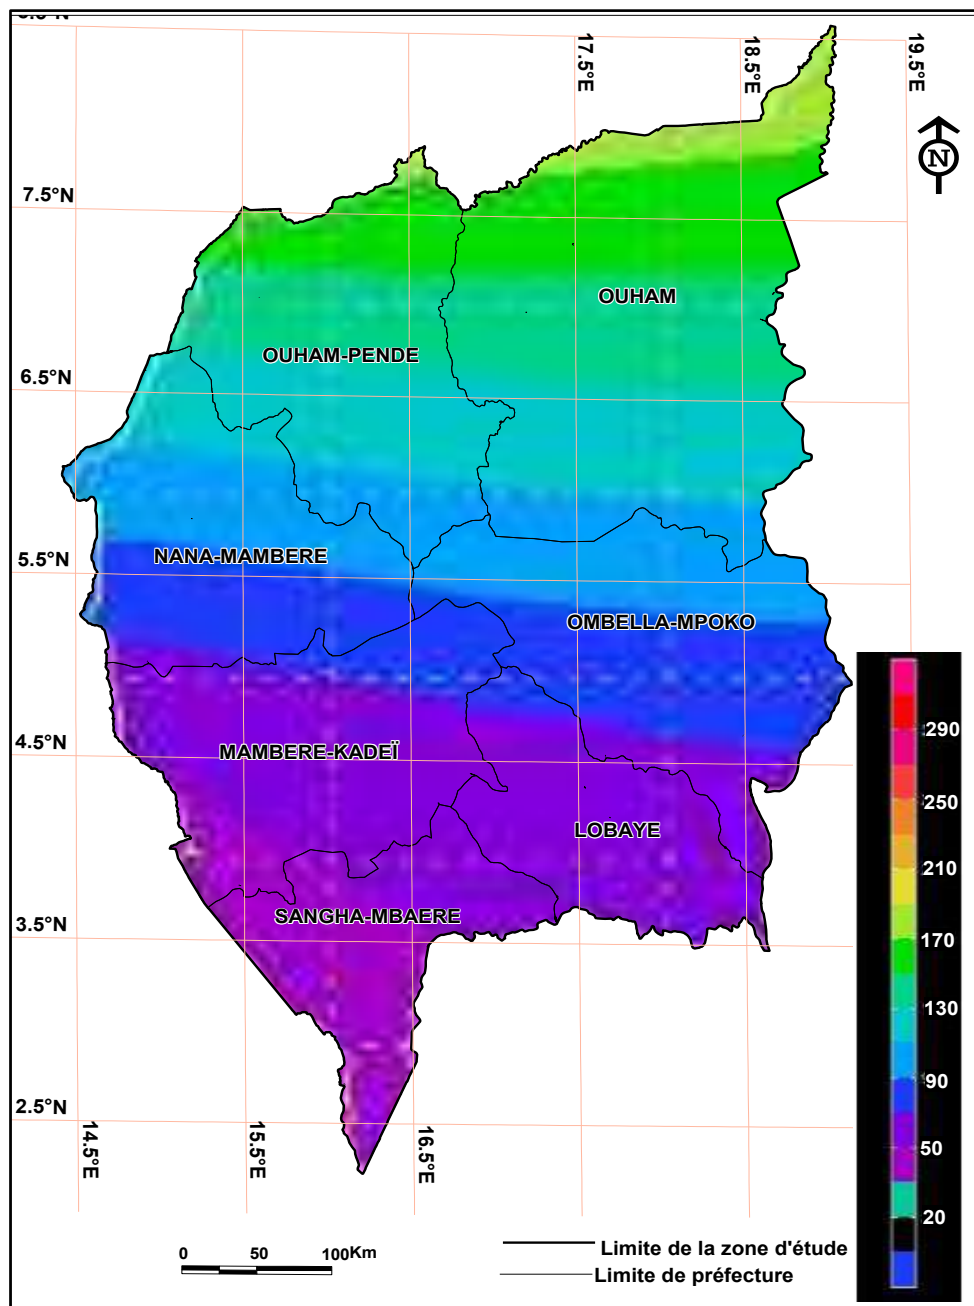 17.5°E
18.5°E
19.5°E
N
7.5°N
OUHAM
OUHAM-PENDE
6.5°N
5.5°N
NANA-MAMBERE
OMBELLA-MPOKO
290
4.5°N
MAMBERE-KADEÏ
250
LOBAYE
210
3.5°N
SANGHA-MBAERE
170
130
90
2.5°N
14.5°E
15.5°E
16.5°E
50
20
0 50 100Km
Limite de la zone d'étude
Limite de préfecture